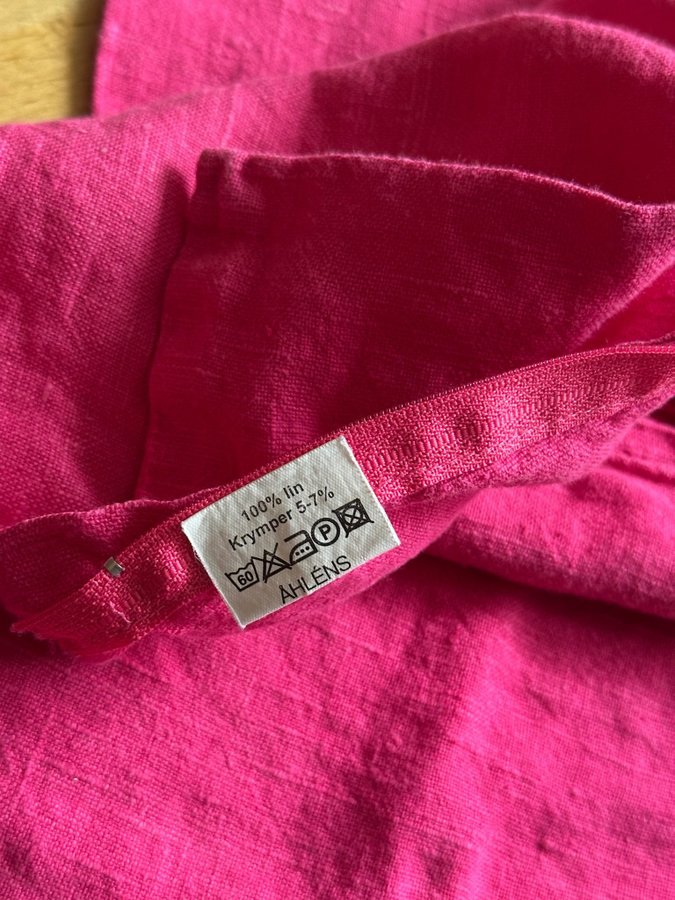 100% lin
Krymper 5-7%
60 P
ÅHLÉNS